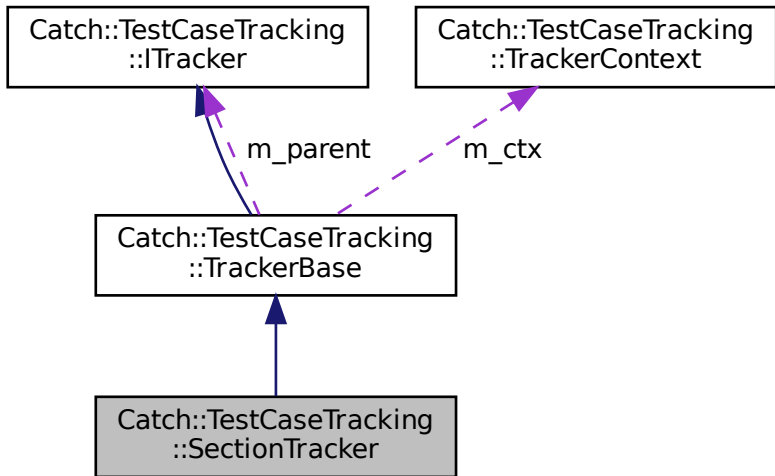 Catch::TestCaseTracking
::ITracker
Catch::TestCaseTracking
::TrackerContext
m_parent
m_ctx
Catch::TestCaseTracking
::TrackerBase
Catch::TestCaseTracking
::SectionTracker